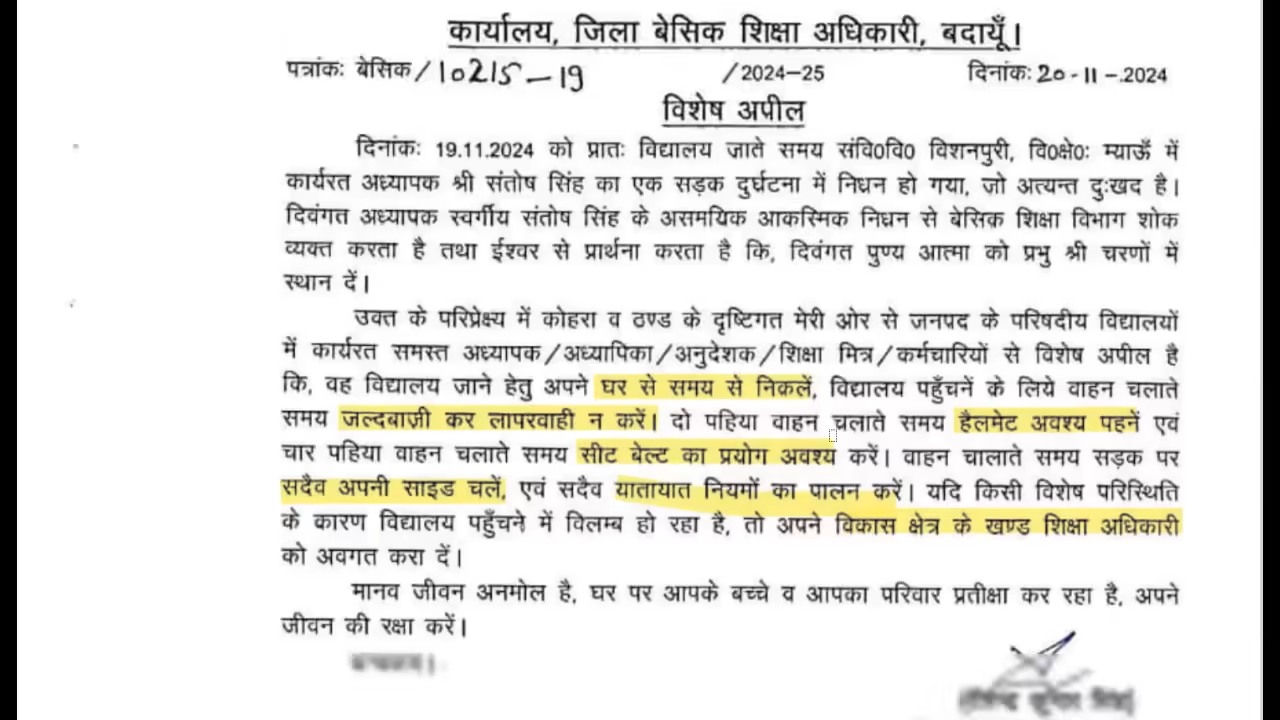 कार्यालय, जिला बेसिक शिक्षा अधिकारी, बदायूँ।
पत्रांकः बेसिक/10215-19 /2024-25 दिनांकः 20-11-.2024
विशेष अपील
दिनांकः 19.11.2024 को प्रातः विद्यालय जाते समय संवि0वि0 विशनपुरी, वि0क्षे0ः म्याऊँ में
कार्यरत अध्यापक श्री संतोष सिंह का एक सड़क दुर्घटना में निधन हो गया, जो अत्यन्त दुःखद है।
दिवंगत अध्यापक स्वर्गीय संतोष सिंह के असमयिक आकस्मिक निधन से बेसिक शिक्षा विभाग शोक
व्यक्त करता है तथा ईश्वर से प्रार्थना करता है कि, दिवंगत पुण्य आत्मा को प्रभु श्री चरणों में
स्थान दें।
उक्त के परिप्रेक्ष्य में कोहरा व ठण्ड के दृष्टिगत मेरी ओर से जनपद के परिषदीय विद्यालयों
में कार्यरत समस्त अध्यापक/अध्यापिका/अनुदेशक/शिक्षा मित्र/कर्मचारियों से विशेष अपील है
कि, वह विद्यालय जाने हेतु अपने घर से समय से निकलें, विद्यालय पहुँचनें के लिये वाहन चलाते
समय जल्दबाज़ी कर लापरवाही न करें। दो पहिया वाहन चलाते समय हैलमेट अवश्य पहनें एवं
चार पहिया वाहन चलाते समय सीट बेल्ट का प्रयोग अवश्य करें। वाहन चालाते समय सड़क पर
सदैव अपनी साइड चलें, एवं सदैव यातायात नियमों का पालन करें। यदि किसी विशेष परिस्थिति
के कारण विद्यालय पहुँचने में विलम्ब हो रहा है, तो अपने विकास क्षेत्र के खण्ड शिक्षा अधिकारी
को अवगत करा दें।
मानव जीवन अनमोल है, घर पर आपके बच्चे व आपका परिवार प्रतीक्षा कर रहा है, अपने
जीवन की रक्षा करें।